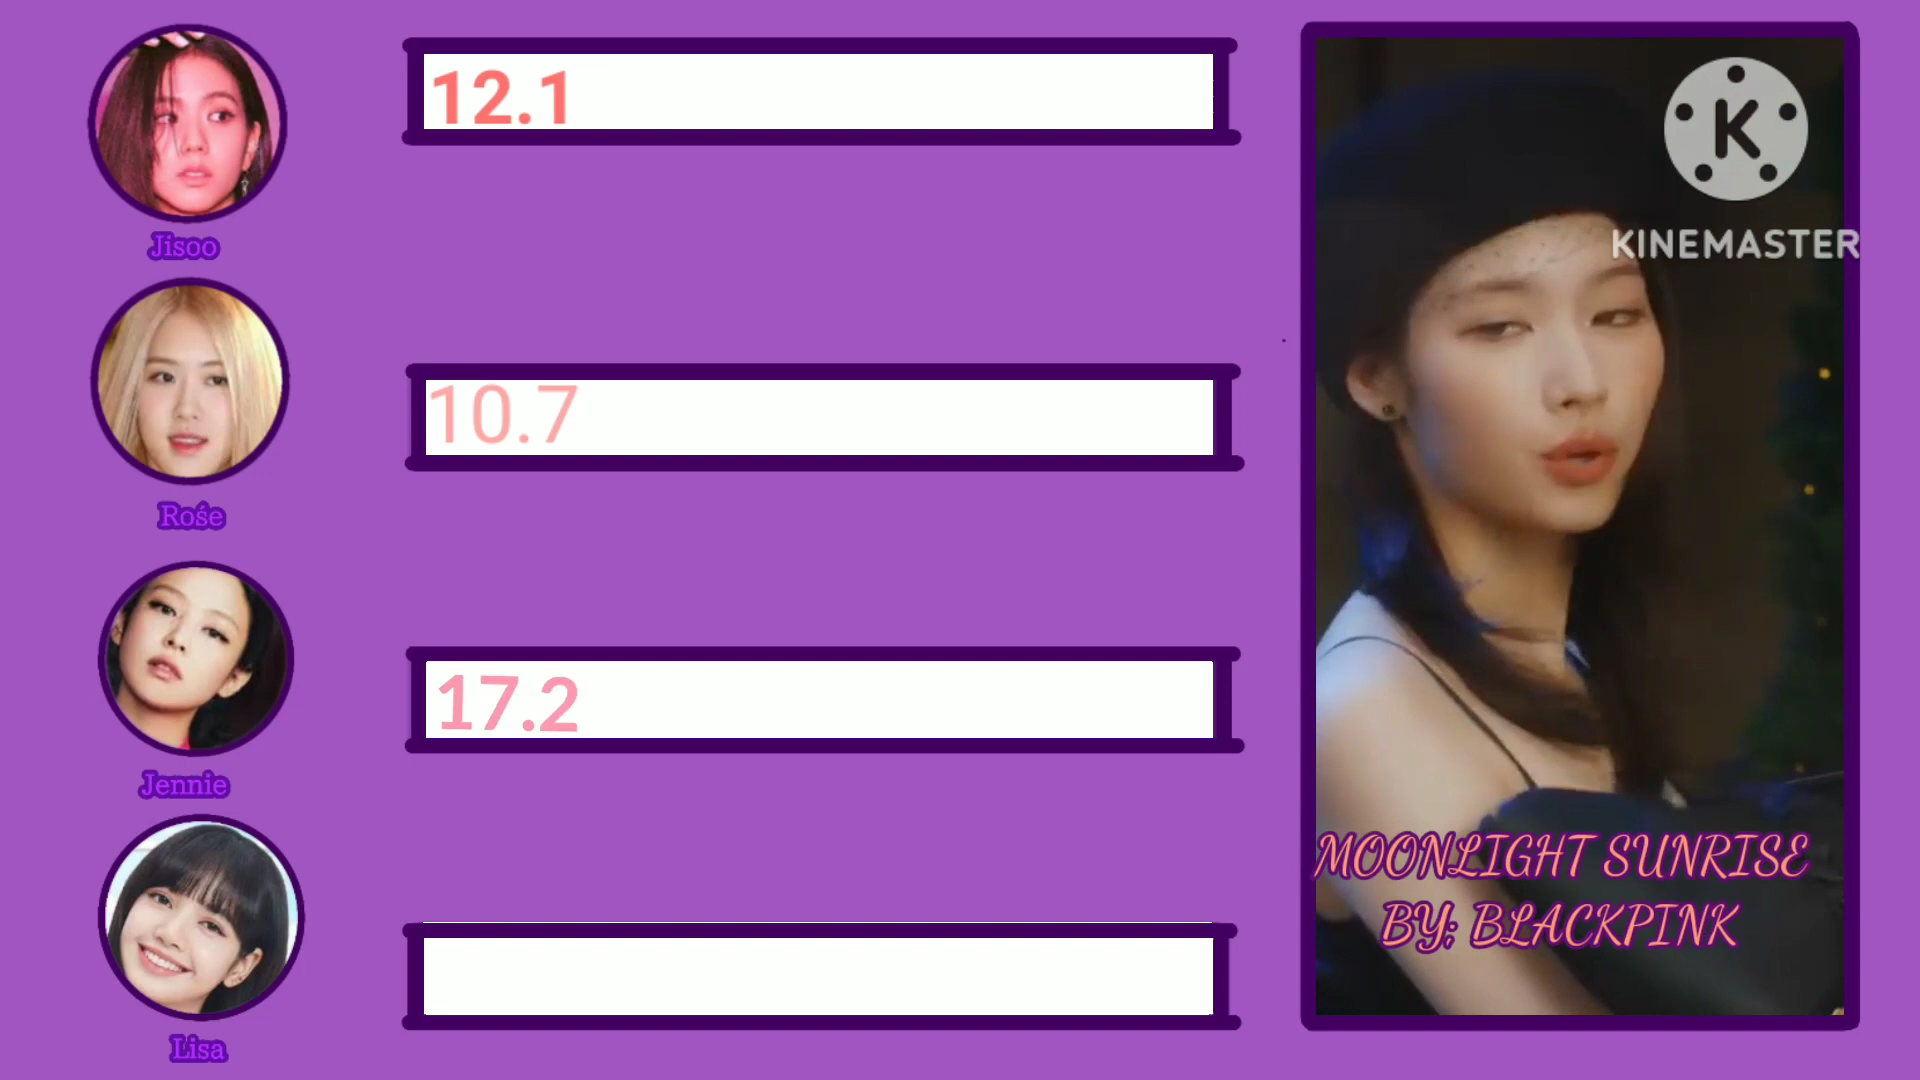 12.1
Jisoo
10.7
Rośe
17.2
Jennie
Lisa
K
KINEMASTER
MOONLIGHT SUNRISE
BY: BLACKPINK